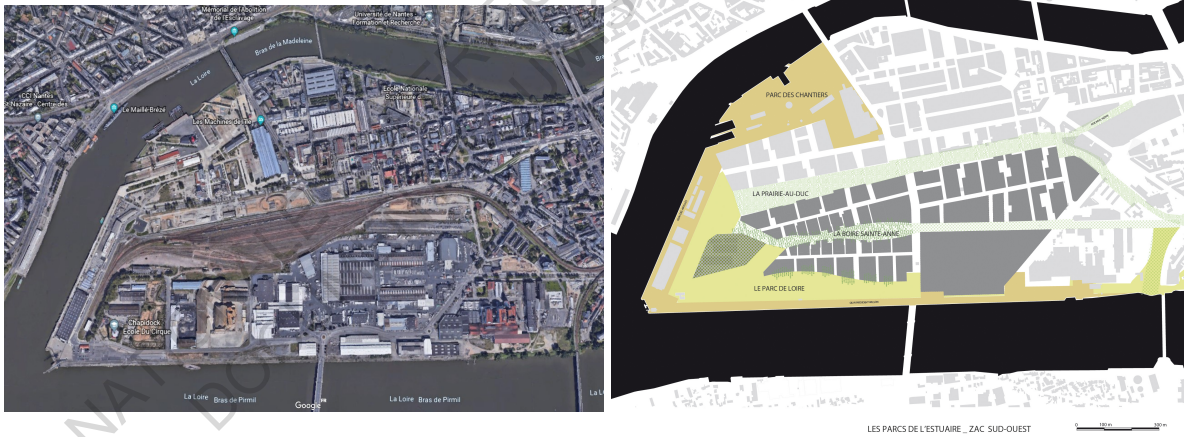 Mémorial de l'Abolition
de l'Esclavage
Université de Nantes
Formation et Recherche
Bras de la Madeleine
La Loire
CCI Nantes
St Nazaire - Centre des
Le Maillé-Brézé
École Nationale
Supérieure d
Les Machines de l'île
Chapidock
École Du Cirque
La Loire Bras de Pirmil
Google
La Loire Bras de Pirmil
La Lo
PARC DES CHANTIERS
LA PRAIRIE-AU-DUC
LA BOIRE SAINTE-ANNE
LE PARC DE LOIRE
LES PARCS DE L'ESTUAIRE _ ZAC SUD-OUEST
0 100 m 300 m